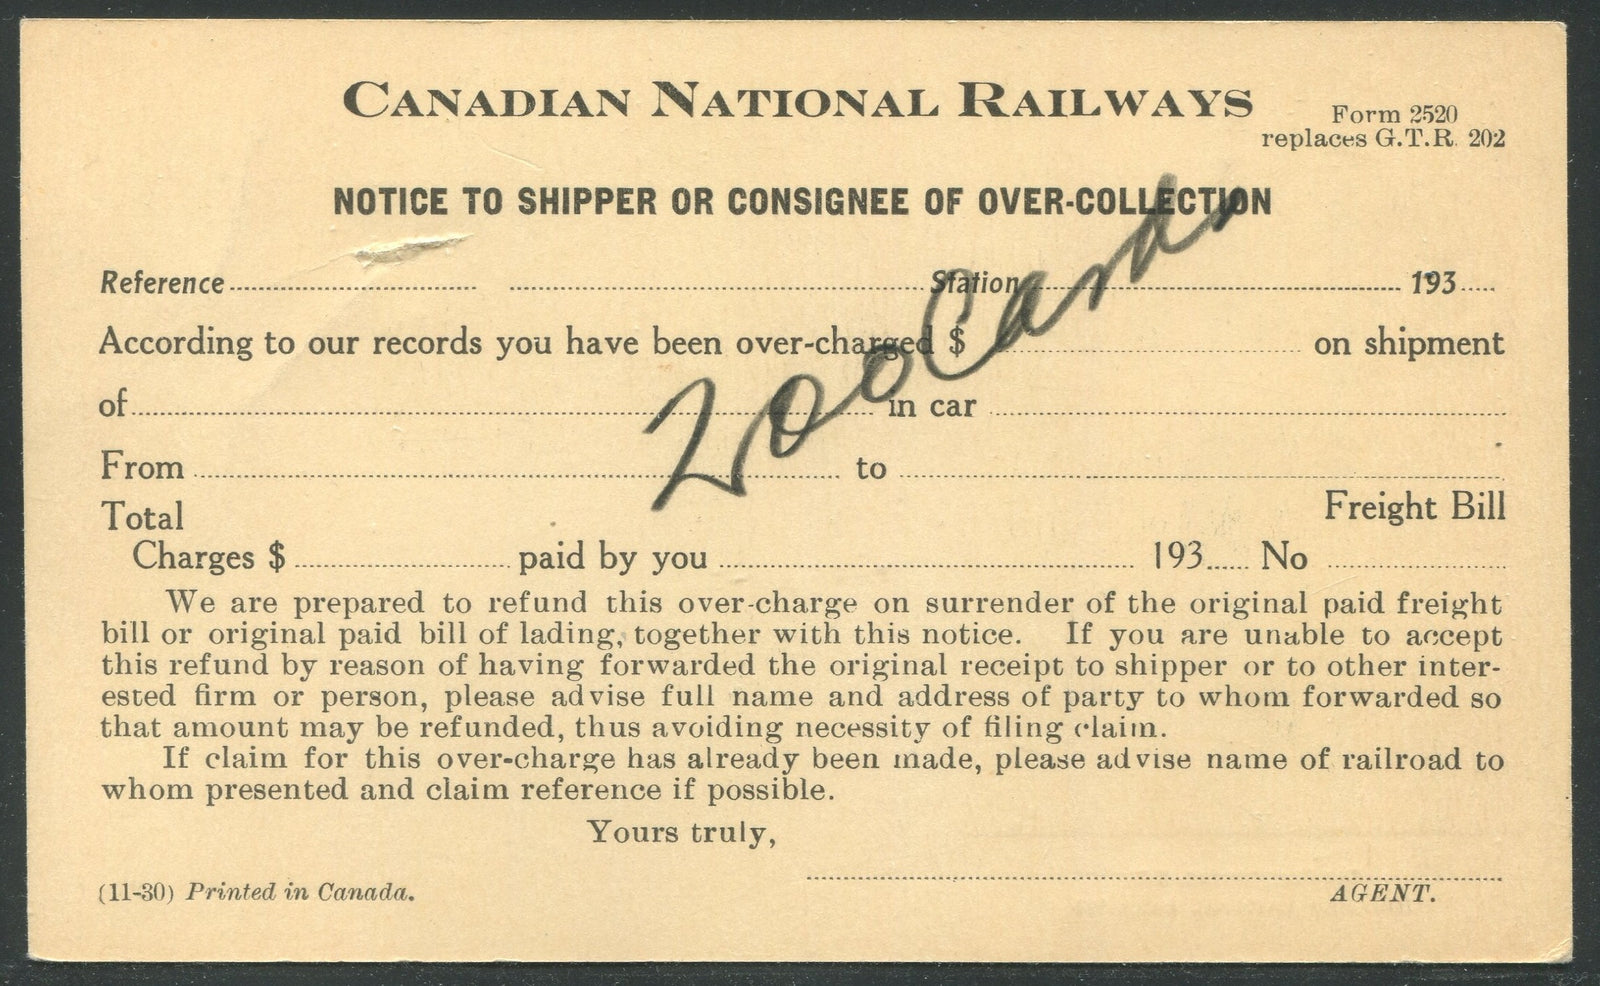 CANADIAN NATIONAL RAILWAYS
Form 2520
replaces G.T.R. 202
NOTICE TO SHIPPER OR CONSIGNEE OF OVER-COLLECTION
Reference Station 193
According to our records you have been over-charged $ on shipment
of in car
From to
Total Freight Bill
Charges $ paid by you 193 No
We are prepared to refund this over-charge on surrender of the original paid freight
bill or original paid bill of lading, together with this notice. If you are unable to accept
this refund by reason of having forwarded the original receipt to shipper or to other inter-
ested firm or person, please advise full name and address of party to whom forwarded so
that amount may be refunded, thus avoiding necessity of filing claim.
If claim for this over-charge has already been made, please advise name of railroad to
whom presented and claim reference if possible.
Yours truly,
(11-30) Printed in Canada.
AGENT.
200 Cards